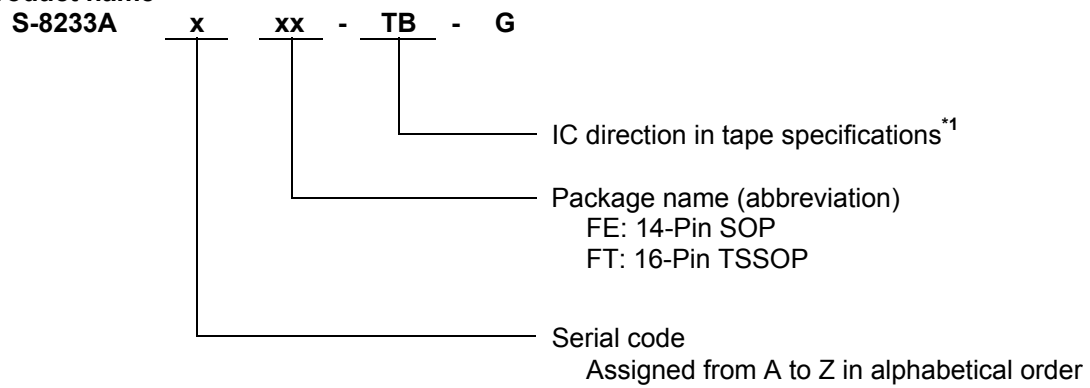 S-8233A x xx - TB - G
IC direction in tape specifications*1
Package name (abbreviation)
FE: 14-Pin SOP
FT: 16-Pin TSSOP
Serial code
Assigned from A to Z in alphabetical order